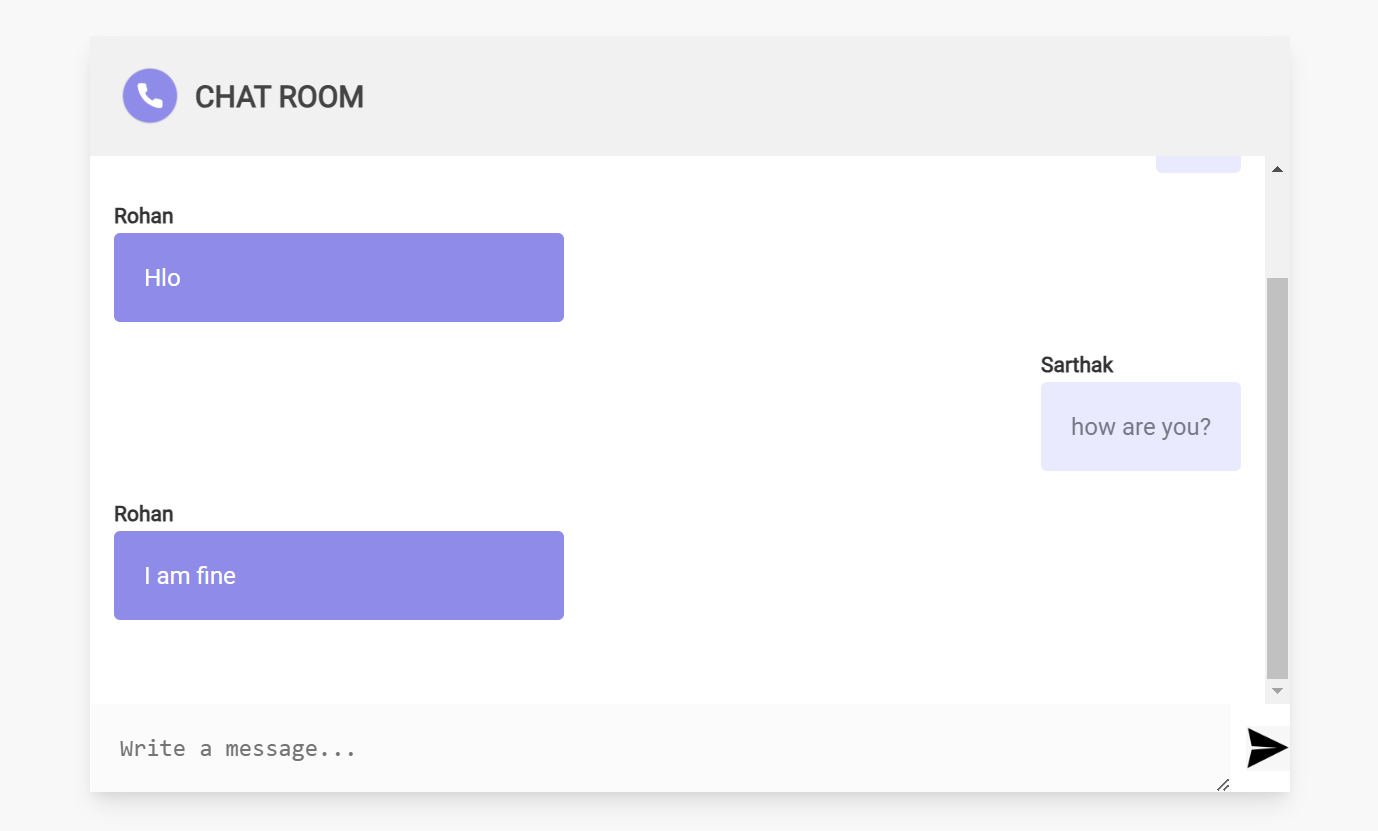 CHAT ROOM
Rohan
Hlo
Sarthak
how are you?
Rohan
I am fine
Write a message...